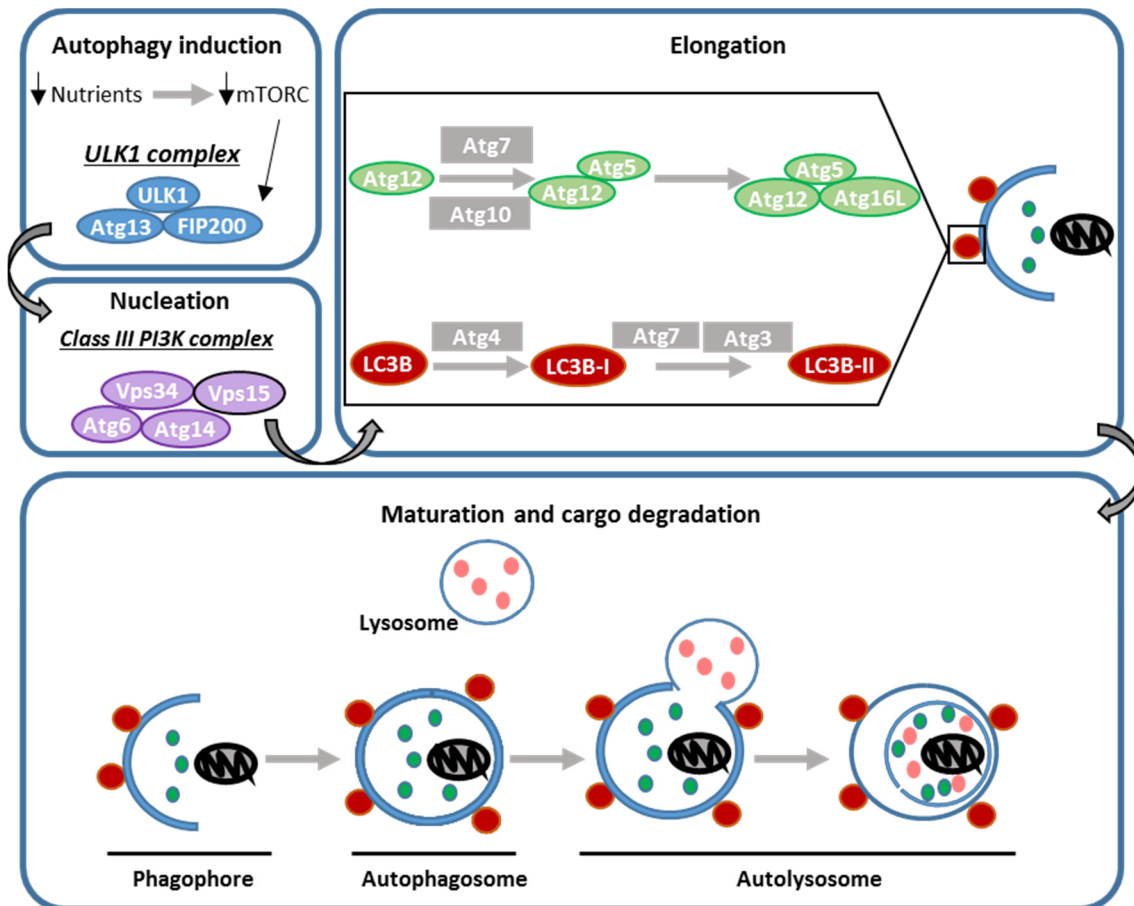 Autophagy induction
Nutrients
mTORC
ULK1 complex
ULK1
Atg13
FIP200
Nucleation
Class III PI3K complex
Vps34
Vps15
Atg6
Atg14
Elongation
Atg7
Atg12
Atg10
Atg5
Atg12
Atg5
Atg12
Atg16L
LC3B
Atg4
LC3B-I
Atg7
Atg3
LC3B-II
Maturation and cargo degradation
Lysosome
Phagophore
Autophagosome
Autolysosome